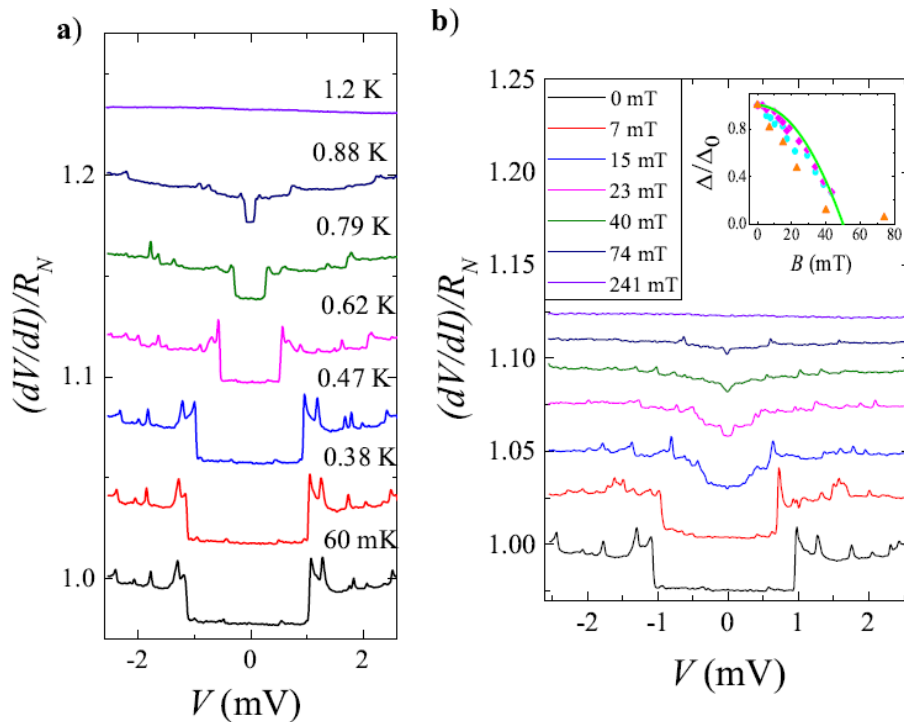 a)
1.2 K
0.88 K
0.79 K
0.62 K
0.47 K
0.38 K
60 mK
1.2
1.1
1.0
(dV/dI)/R_N
-2
0
2
V (mV)
b)
1.25
1.20
1.15
1.10
1.05
1.00
(dV/dI)/R_N
0 mT
7 mT
15 mT
23 mT
40 mT
74 mT
241 mT
Δ/Δ0
0.8
0.4
0.0
0
20
40
60
80
B (mT)
-2
-1
0
1
2
V (mV)